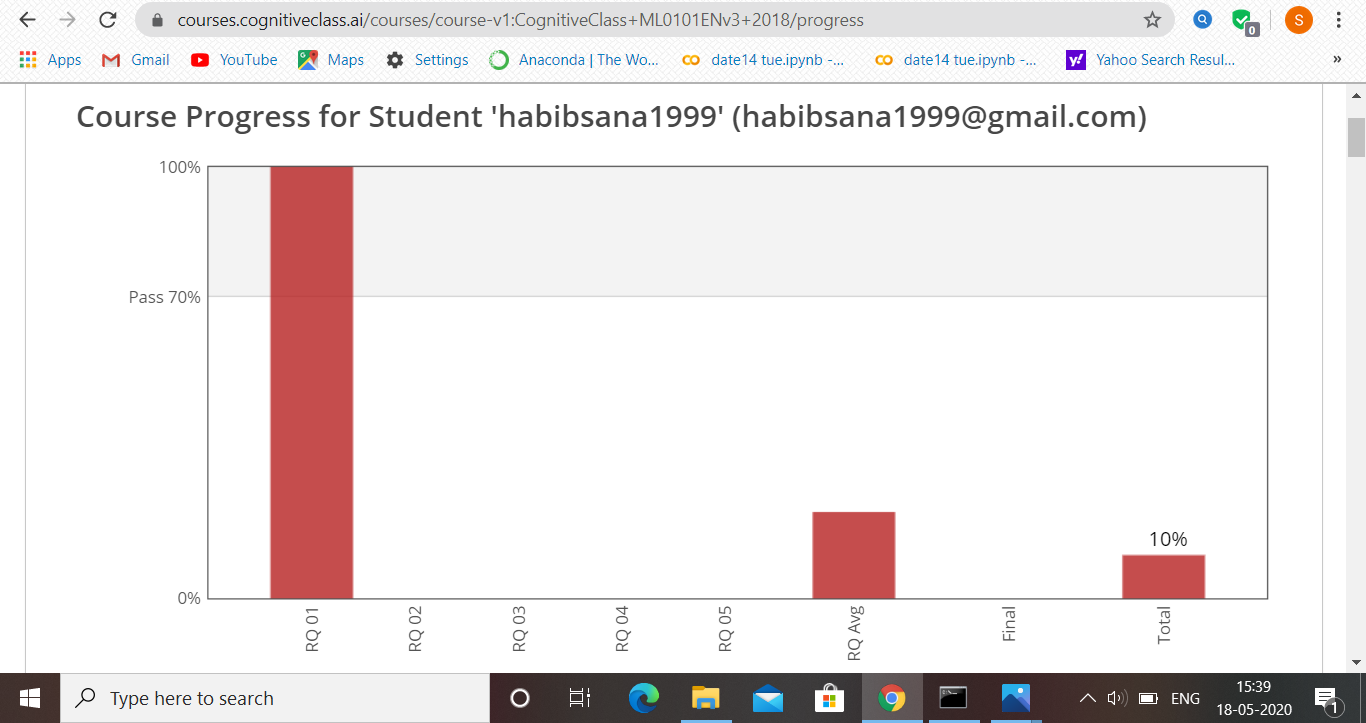 courses.cognitiveclass.ai/courses/course-v1:CognitiveClass+ML0101ENv3+2018/progress
S
0
Apps Gmail YouTube Maps Settings Anaconda | The Wo... date14 tue.ipynb -... date14 tue.ipynb -... y! Yahoo Search Resul... »
Course Progress for Student 'habibsana1999' (habibsana1999@gmail.com)
100%
Pass 70%
10%
0%
RQ 01 RQ 02 RQ 03 RQ 04 RQ 05 RQ Avg Final Total
Type here to search
ENG
15:39
18-05-2020
1